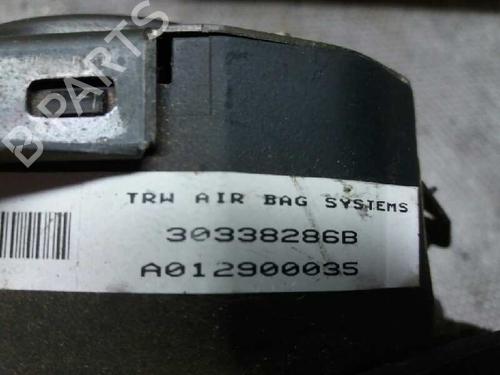 B-PARTS
TRW AIR BAG SYSTEMS
30338286B
A012900035